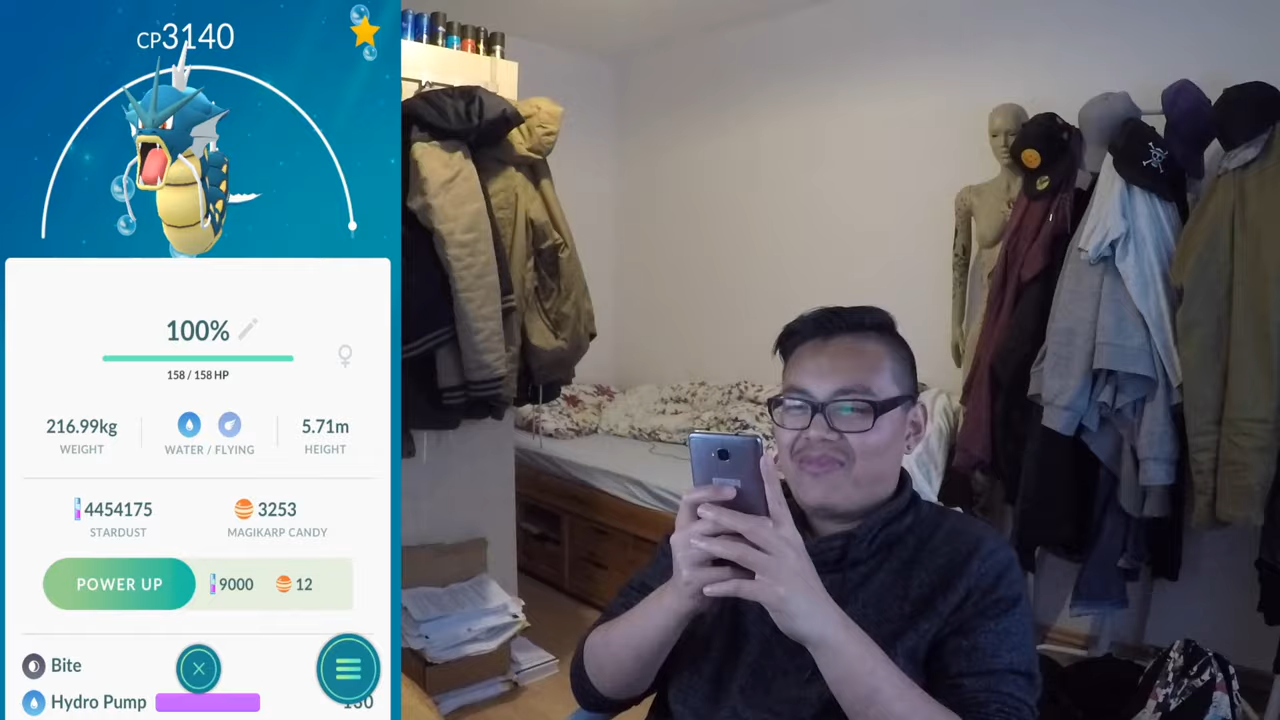 CP3140
100%
158 / 158 HP
216.99kg
WEIGHT
WATER / FLYING
5.71m
HEIGHT
4454175
STARDUST
3253
MAGIKARP CANDY
POWER UP 9000 12
Bite
Hydro Pump 130